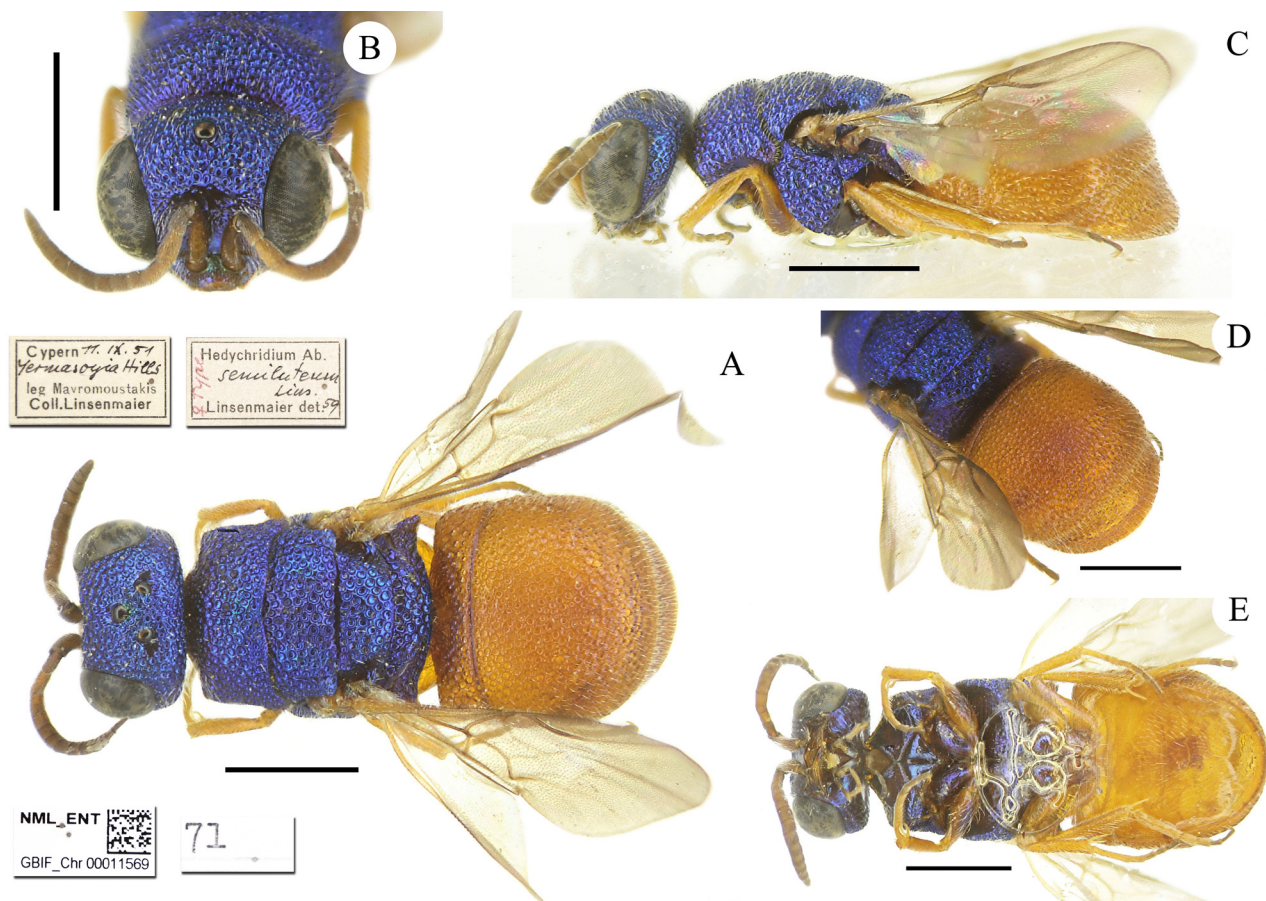 B
C
Cypern 11. IX. 51
Yermasoyia Hills
leg Mavromoustakis
Coll. Linsenmaier
Hedychridium Ab.
♀ Type
semiluteum
Lins.
Linsenmaier det. 59
A
D
E
NML_ENT
GBIF_Chr 00011569
71